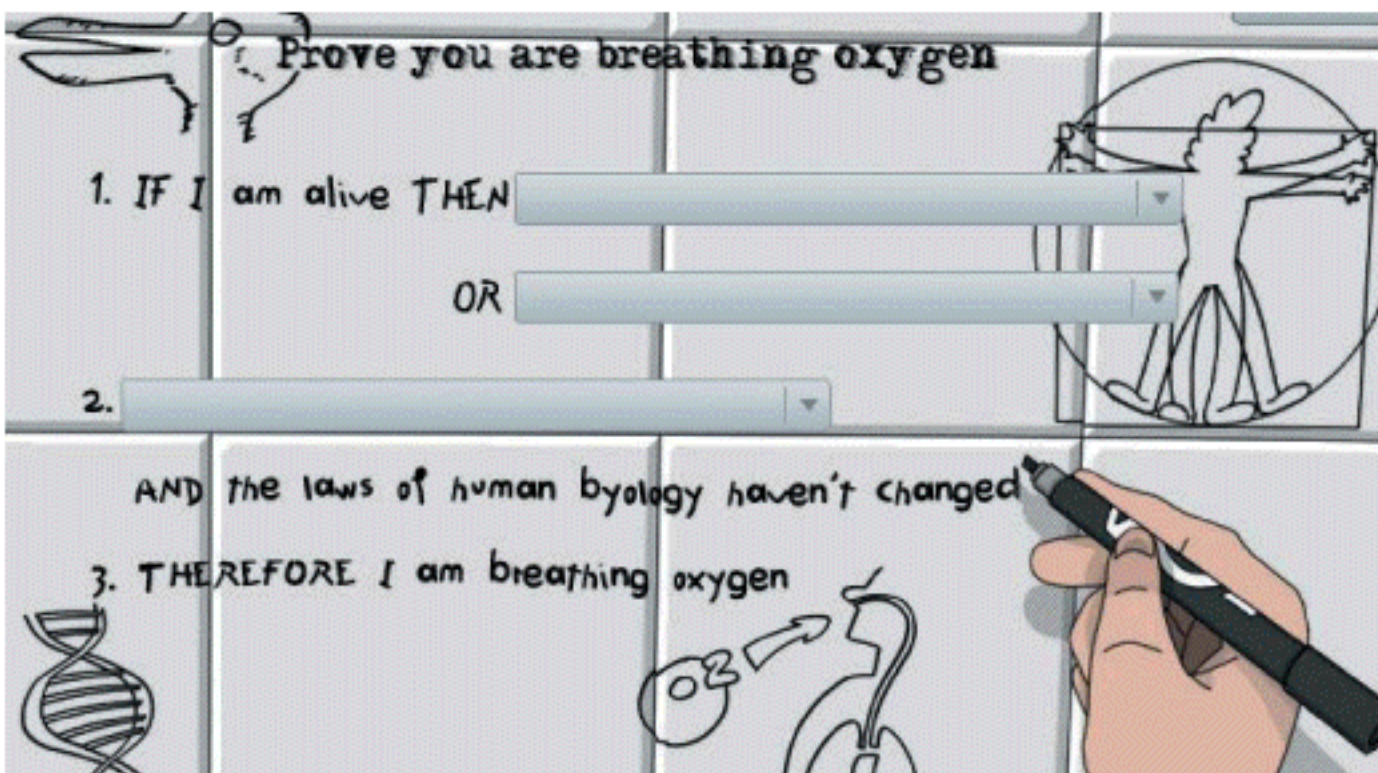 Prove you are breathing oxygen
1. IF I am alive THEN
OR
2.
AND the laws of human byology haven't changed
3. THEREFORE I am breathing oxygen
O2